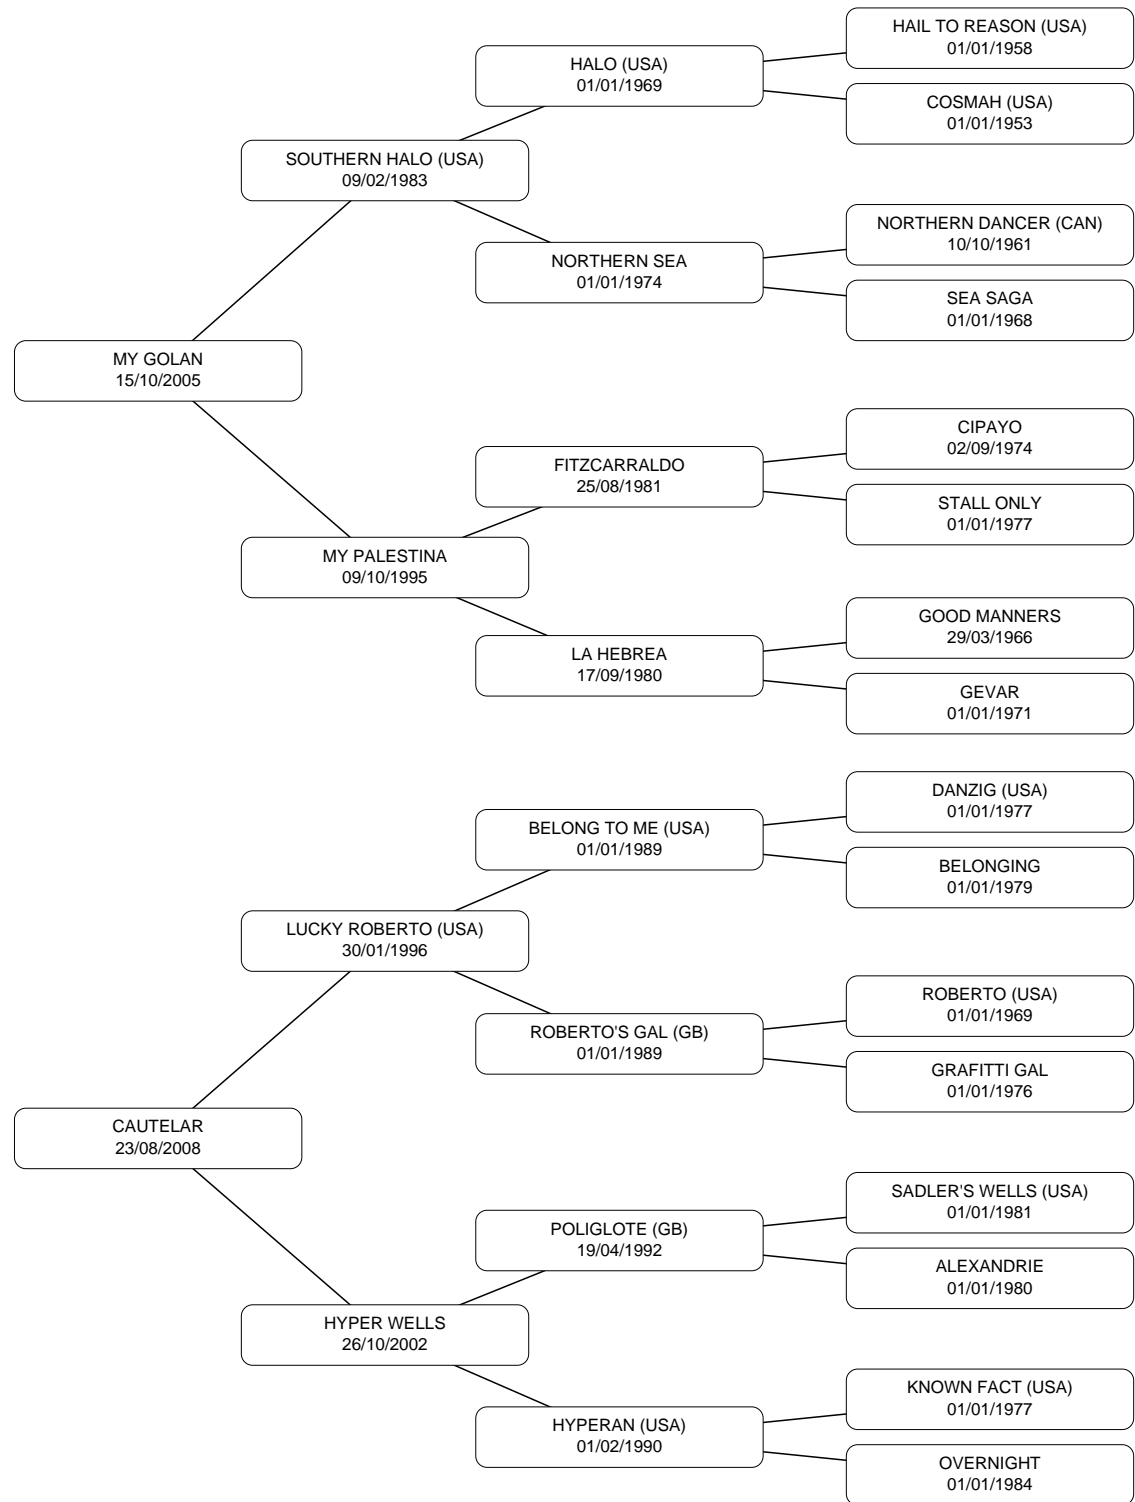 HAIL TO REASON (USA)
01/01/1958
HALO (USA)
01/01/1969
COSMAH (USA)
01/01/1953
SOUTHERN HALO (USA)
09/02/1983
NORTHERN DANCER (CAN)
10/10/1961
NORTHERN SEA
01/01/1974
SEA SAGA
01/01/1968
MY GOLAN
15/10/2005
CIPAYO
02/09/1974
FITZCARRALDO
25/08/1981
STALL ONLY
01/01/1977
MY PALESTINA
09/10/1995
GOOD MANNERS
29/03/1966
LA HEBREA
17/09/1980
GEVAR
01/01/1971
DANZIG (USA)
01/01/1977
BELONG TO ME (USA)
01/01/1989
BELONGING
01/01/1979
LUCKY ROBERTO (USA)
30/01/1996
ROBERTO (USA)
01/01/1969
ROBERTO'S GAL (GB)
01/01/1989
GRAFITTI GAL
01/01/1976
CAUTELAR
23/08/2008
SADLER'S WELLS (USA)
01/01/1981
POLIGLOTE (GB)
19/04/1992
ALEXANDRIE
01/01/1980
HYPER WELLS
26/10/2002
KNOWN FACT (USA)
01/01/1977
HYPERAN (USA)
01/02/1990
OVERNIGHT
01/01/1984